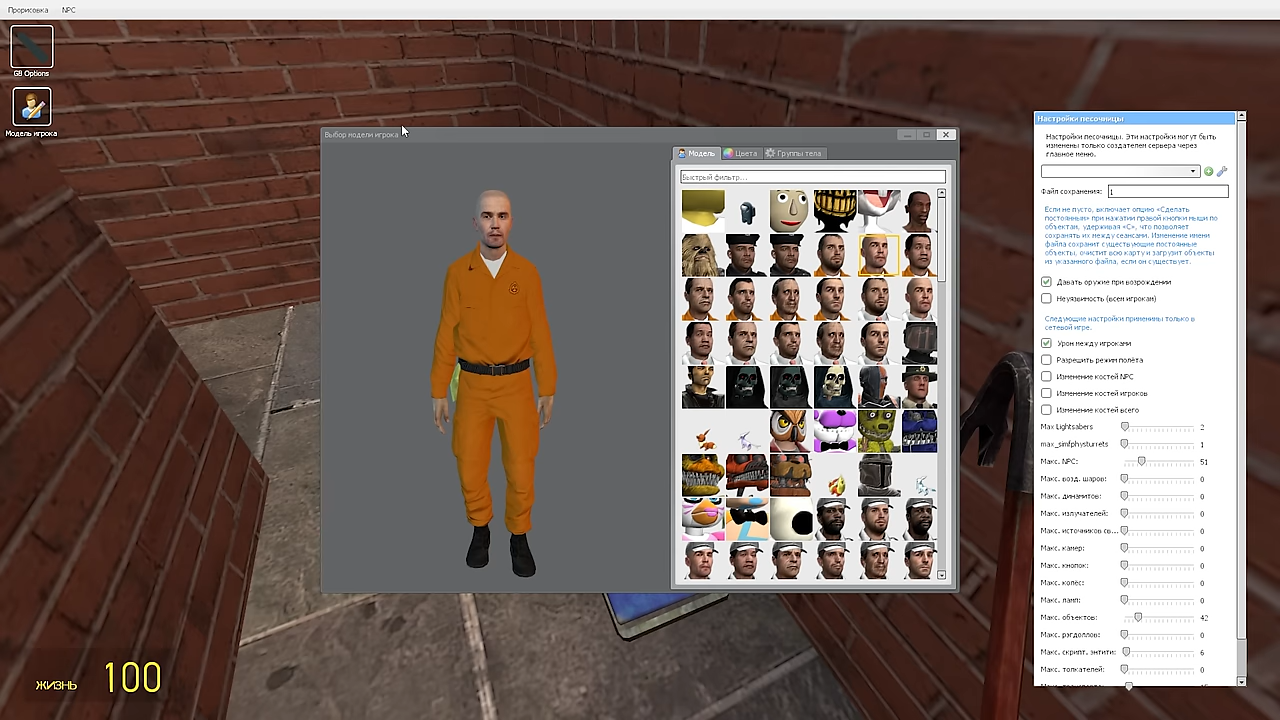 Прорисовка NPC
GB Options
Модель игрока
Выбор модели игрока
Модель Цвета Группы тела
Быстрый фильтр...
Настройки песочницы
Настройки песочницы. Эти настройки могут быть
изменены только создателем сервера через
главное меню.
Файл сохранения: 1
Если не пусто, включает опцию «Сделать
постоянным» при нажатии правой кнопки мыши по
объектам, удерживая «C», что позволяет
сохранять их между сеансами. Изменение имени
файла сохранит существующие постоянные
объекты, очистит всю карту и загрузит объекты
из указанного файла, если он существует.
Давать оружие при возрождении
Неуязвимость (всем игрокам)
Следующие настройки применимы только в
сетевой игре.
Урон между игроками
Разрешить режим полёта
Изменение костей NPC
Изменение костей игроков
Изменение костей всего
Max Lightsabers 2
max_simfphysturrets 1
Макс. NPC: 51
Макс. возд. шаров: 0
Макс. динамитов: 0
Макс. излучателей: 0
Макс. источников св... 0
Макс. камер: 0
Макс. кнопок: 0
Макс. колёс: 0
Макс. ламп: 0
Макс. объектов: 42
Макс. рэгдоллов: 0
Макс. скрипт. энтити: 6
Макс. толкателей: 0
ЖИЗНЬ 100